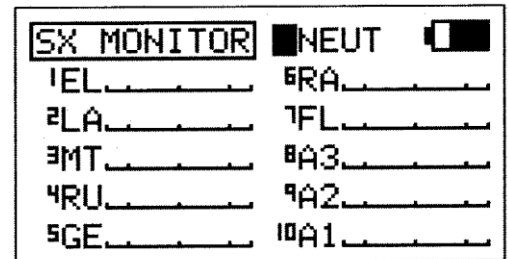 SX MONITOR NEUT
1EL 6RA
2LA 7FL
3MT 8A3
4RU 9A2
5GE 10A1